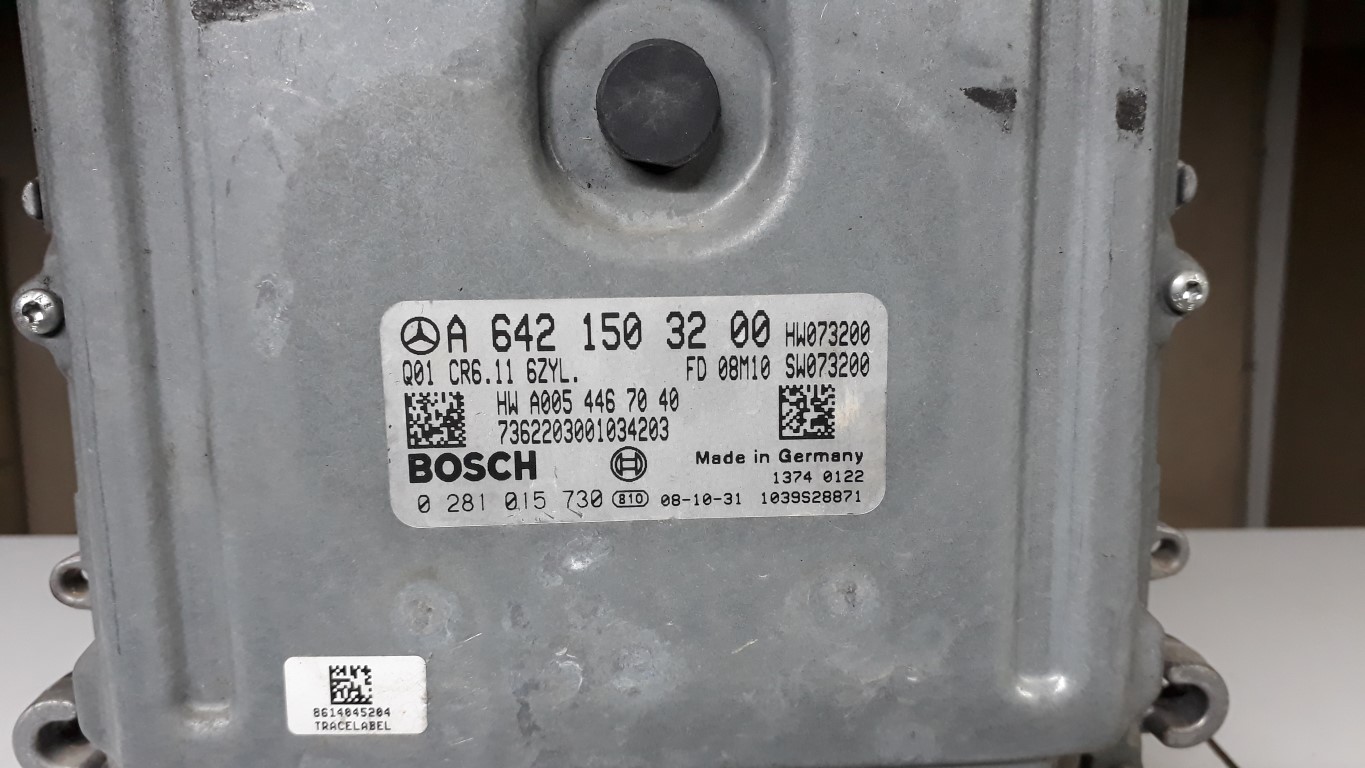 A 642 150 32 00 HW073200
Q01 CR6.11 6ZYL. FD 08M10 SW073200
HW A005 446 70 40
7362203001034203
BOSCH Made in Germany
1374 0122
0 281 015 730 810 08-10-31 1039S28871
8614045204
TRACELABEL